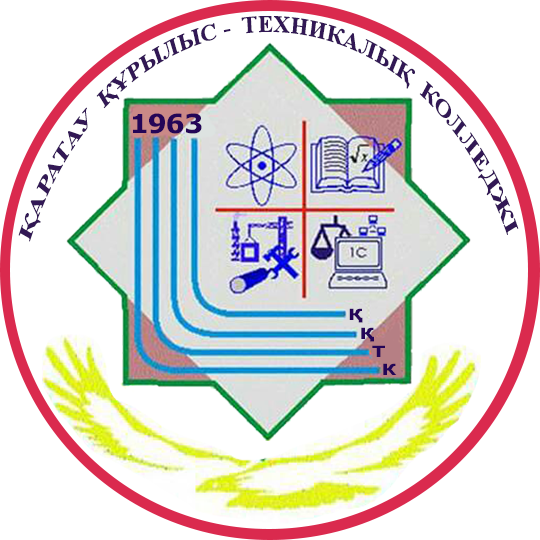 ҚАРАТАУ ҚҰРЫЛЫС - ТЕХНИКАЛЫҚ КОЛЛЕДЖІ
1963
√x
1C
Қ
Қ
Т
К